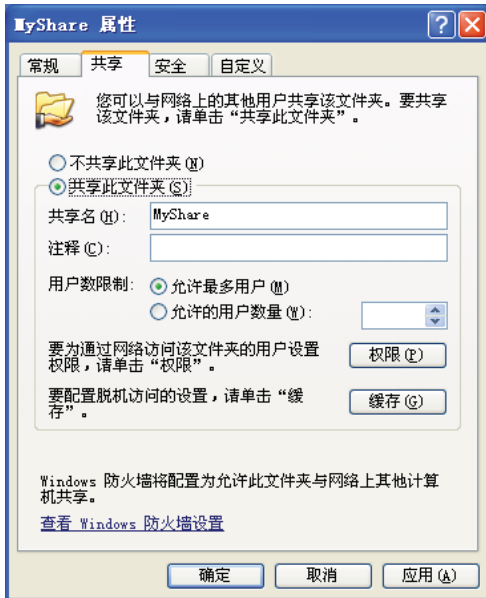 MyShare 属性
常规 共享 安全 自定义
您可以与网络上的其他用户共享该文件夹。要共享
该文件夹，请单击“共享此文件夹”。
不共享此文件夹(N)
共享此文件夹(S)
共享名(H): MyShare
注释(C):
用户数限制: 允许最多用户(M)
允许的用户数量(W):
要为通过网络访问该文件夹的用户设置
权限，请单击“权限”。
权限(P)
要配置脱机访问的设置，请单击“缓
存”。
缓存(G)
Windows 防火墙将配置为允许此文件夹与网络上其他计算
机共享。
查看 Windows 防火墙设置
确定 取消 应用(A)